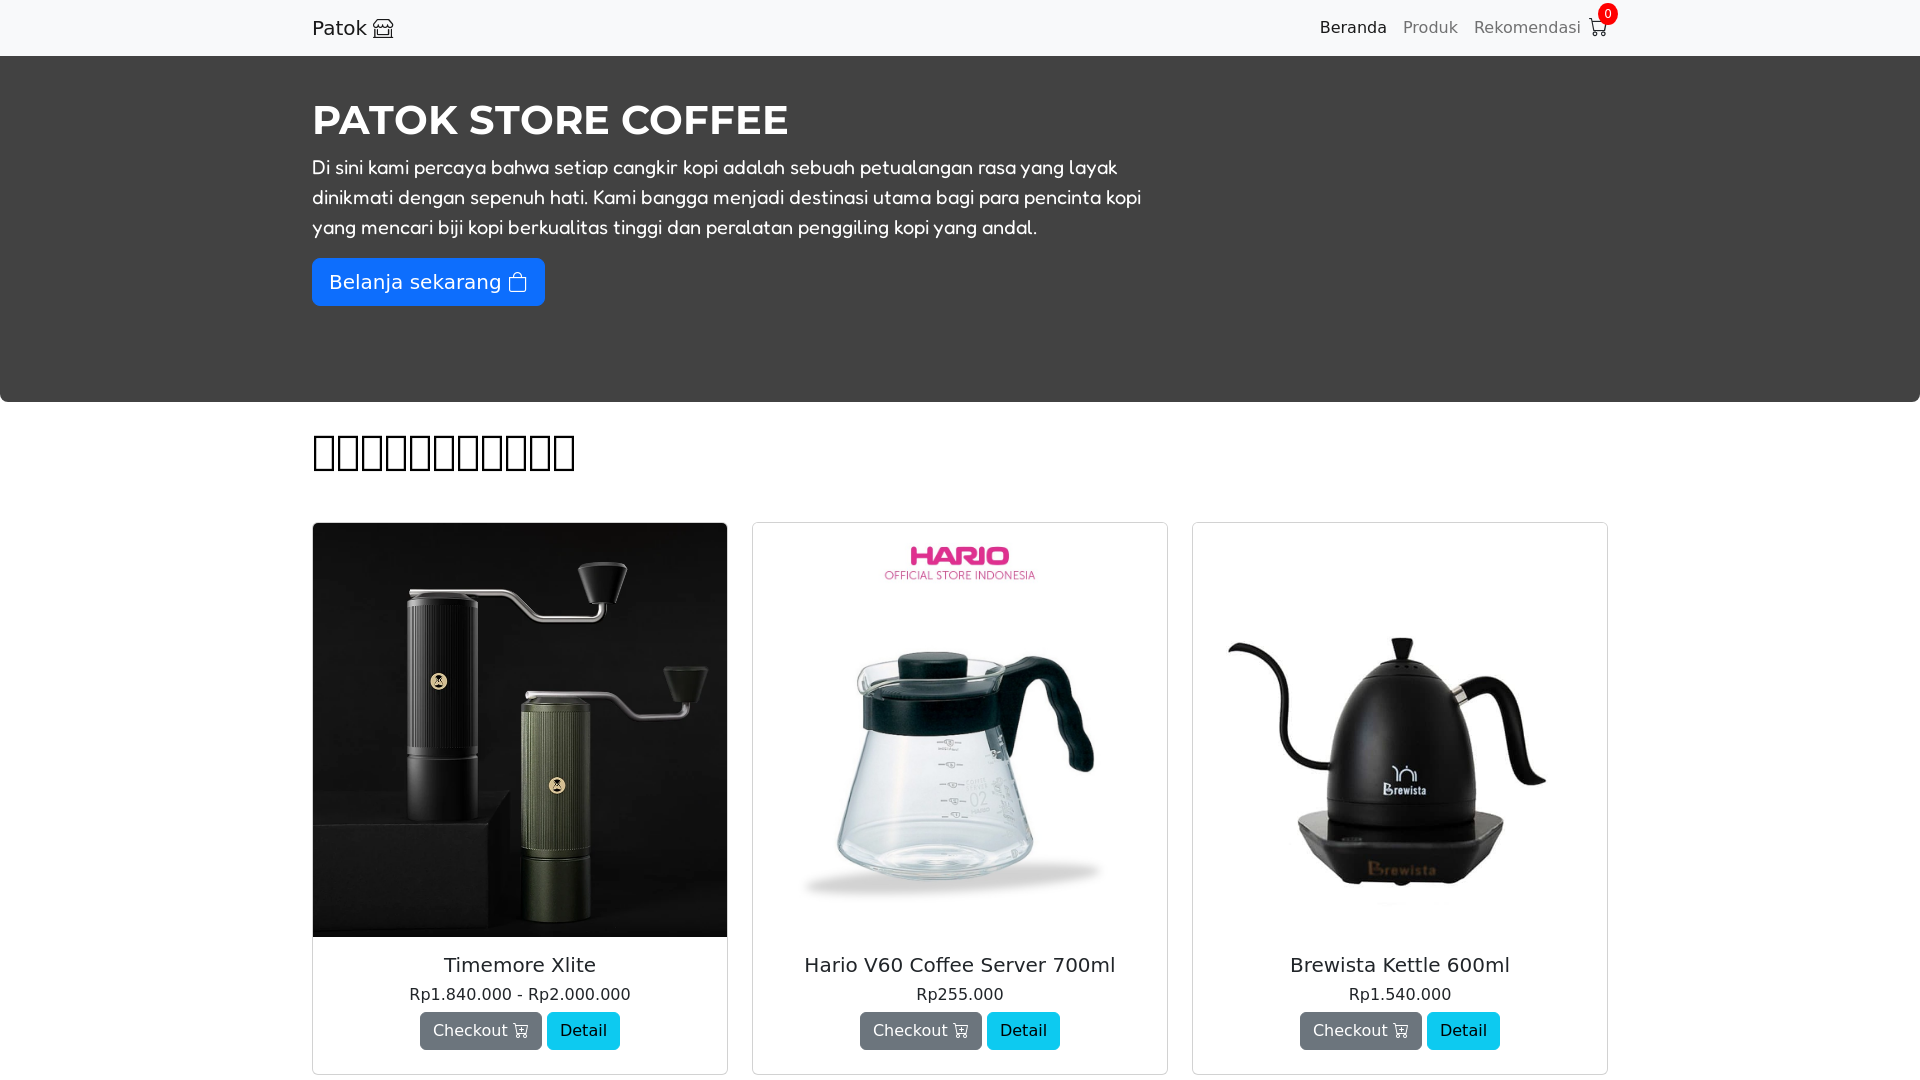 Patok
Beranda Produk Rekomendasi 0
PATOK STORE COFFEE
Di sini kami percaya bahwa setiap cangkir kopi adalah sebuah petualangan rasa yang layak
dinikmati dengan sepenuh hati. Kami bangga menjadi destinasi utama bagi para pencinta kopi
yang mencari biji kopi berkualitas tinggi dan peralatan penggiling kopi yang andal.
Belanja sekarang
HARIO
OFFICIAL STORE INDONESIA
02
Brewista
Brewista
Timemore Xlite
Rp1.840.000 - Rp2.000.000
Checkout Detail
Hario V60 Coffee Server 700ml
Rp255.000
Checkout Detail
Brewista Kettle 600ml
Rp1.540.000
Checkout Detail